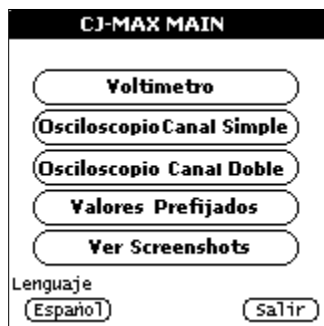 CJ-MAX MAIN
Voltimetro
Osciloscopio Canal Simple
Osciloscopio Canal Doble
Valores Prefijados
Ver Screenshots
Lenguaje
Español
Salir